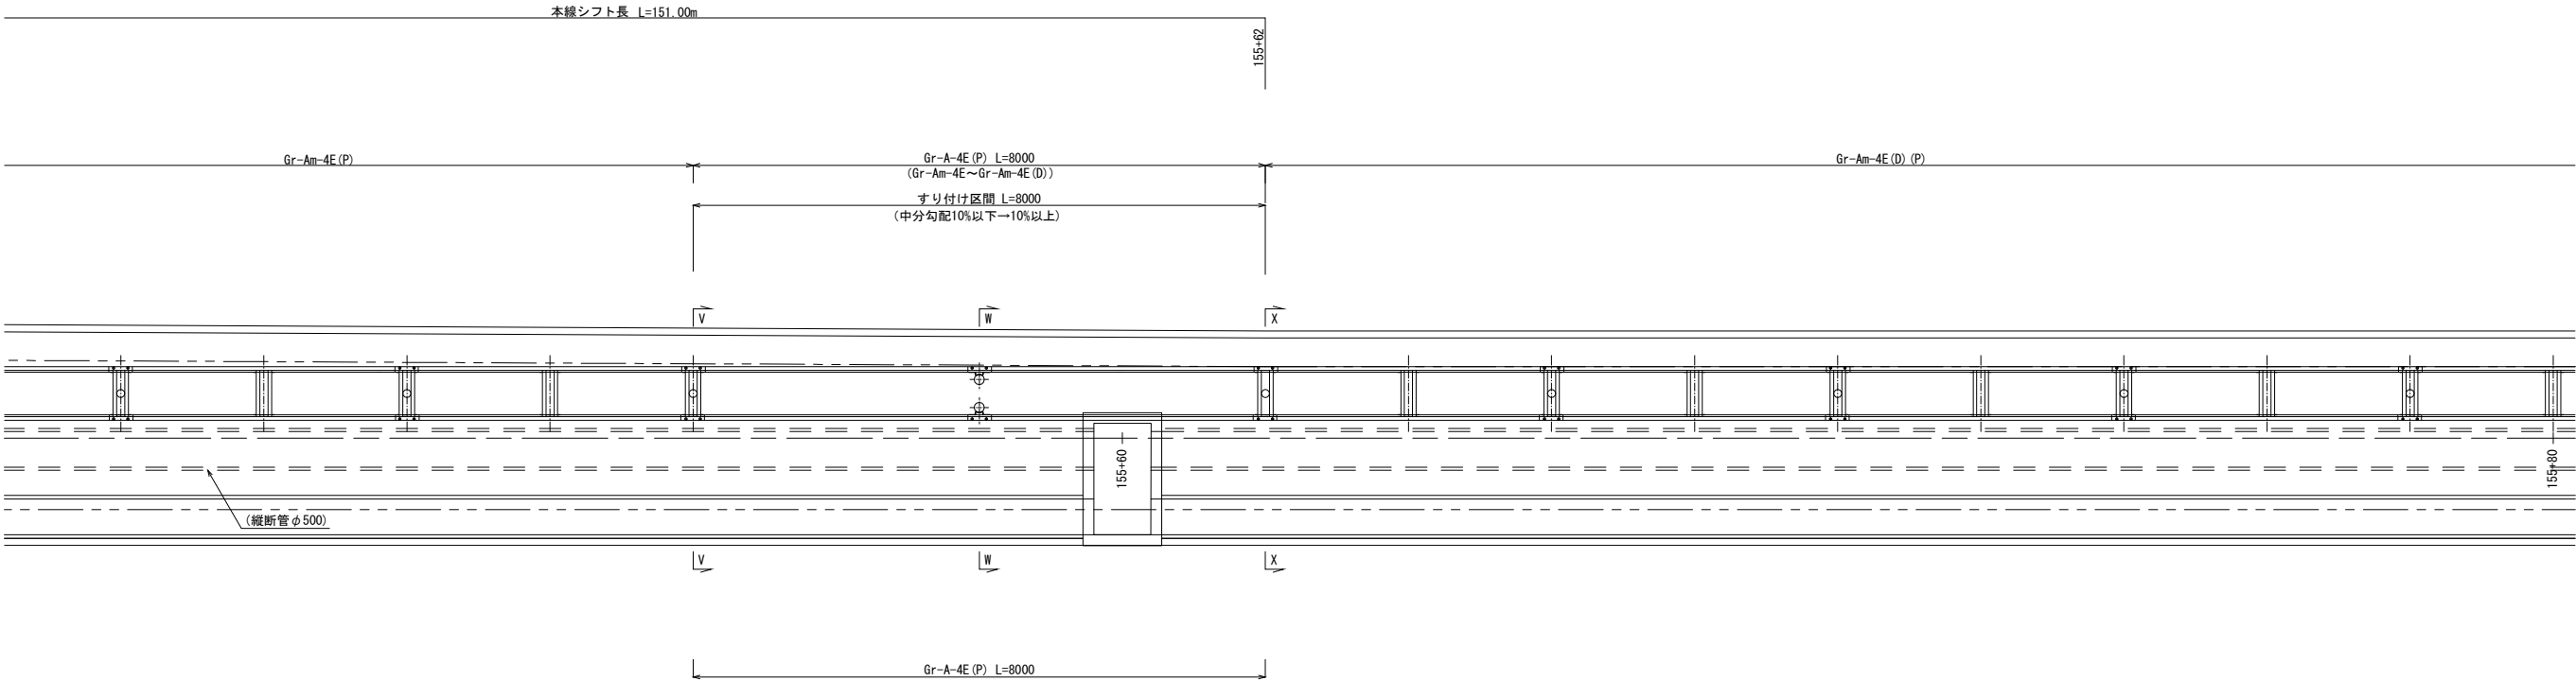 本線シフト長 L=151.00m
155+62
Gr-Am-4E(P)
Gr-A-4E(P) L=8000
(Gr-Am-4E～Gr-Am-4E(D))
Gr-Am-4E(D)(P)
すり付け区間 L=8000
(中分勾配10%以下→10%以上)
V
W
X
155+60
155+80
(縦断管φ500)
V
W
X
Gr-A-4E(P) L=8000